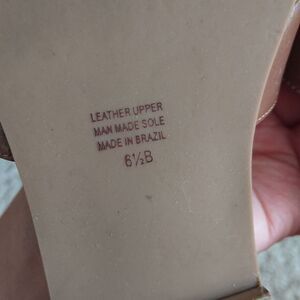 LEATHER UPPER
MAN MADE SOLE
MADE IN BRAZIL
6½B